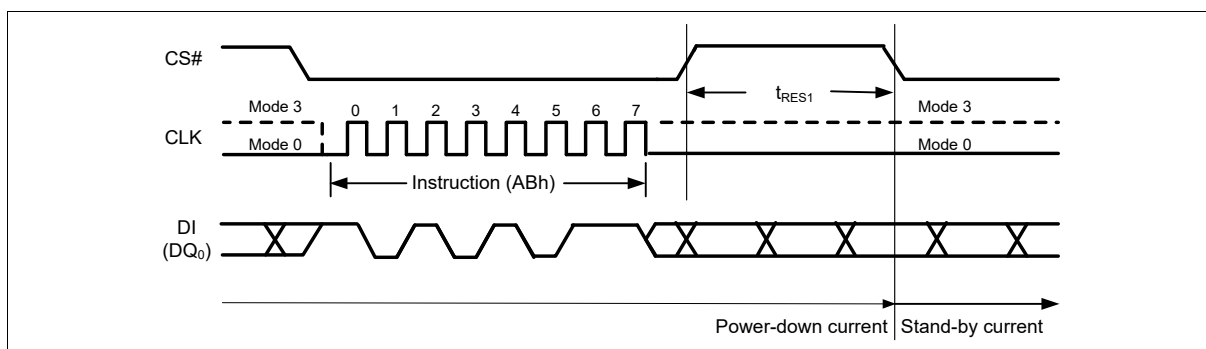 CS#
tRES1
Mode 3 0 1 2 3 4 5 6 7 Mode 3
CLK
Mode 0 Mode 0
Instruction (ABh)
DI
(DQ0)
Power-down current Stand-by current